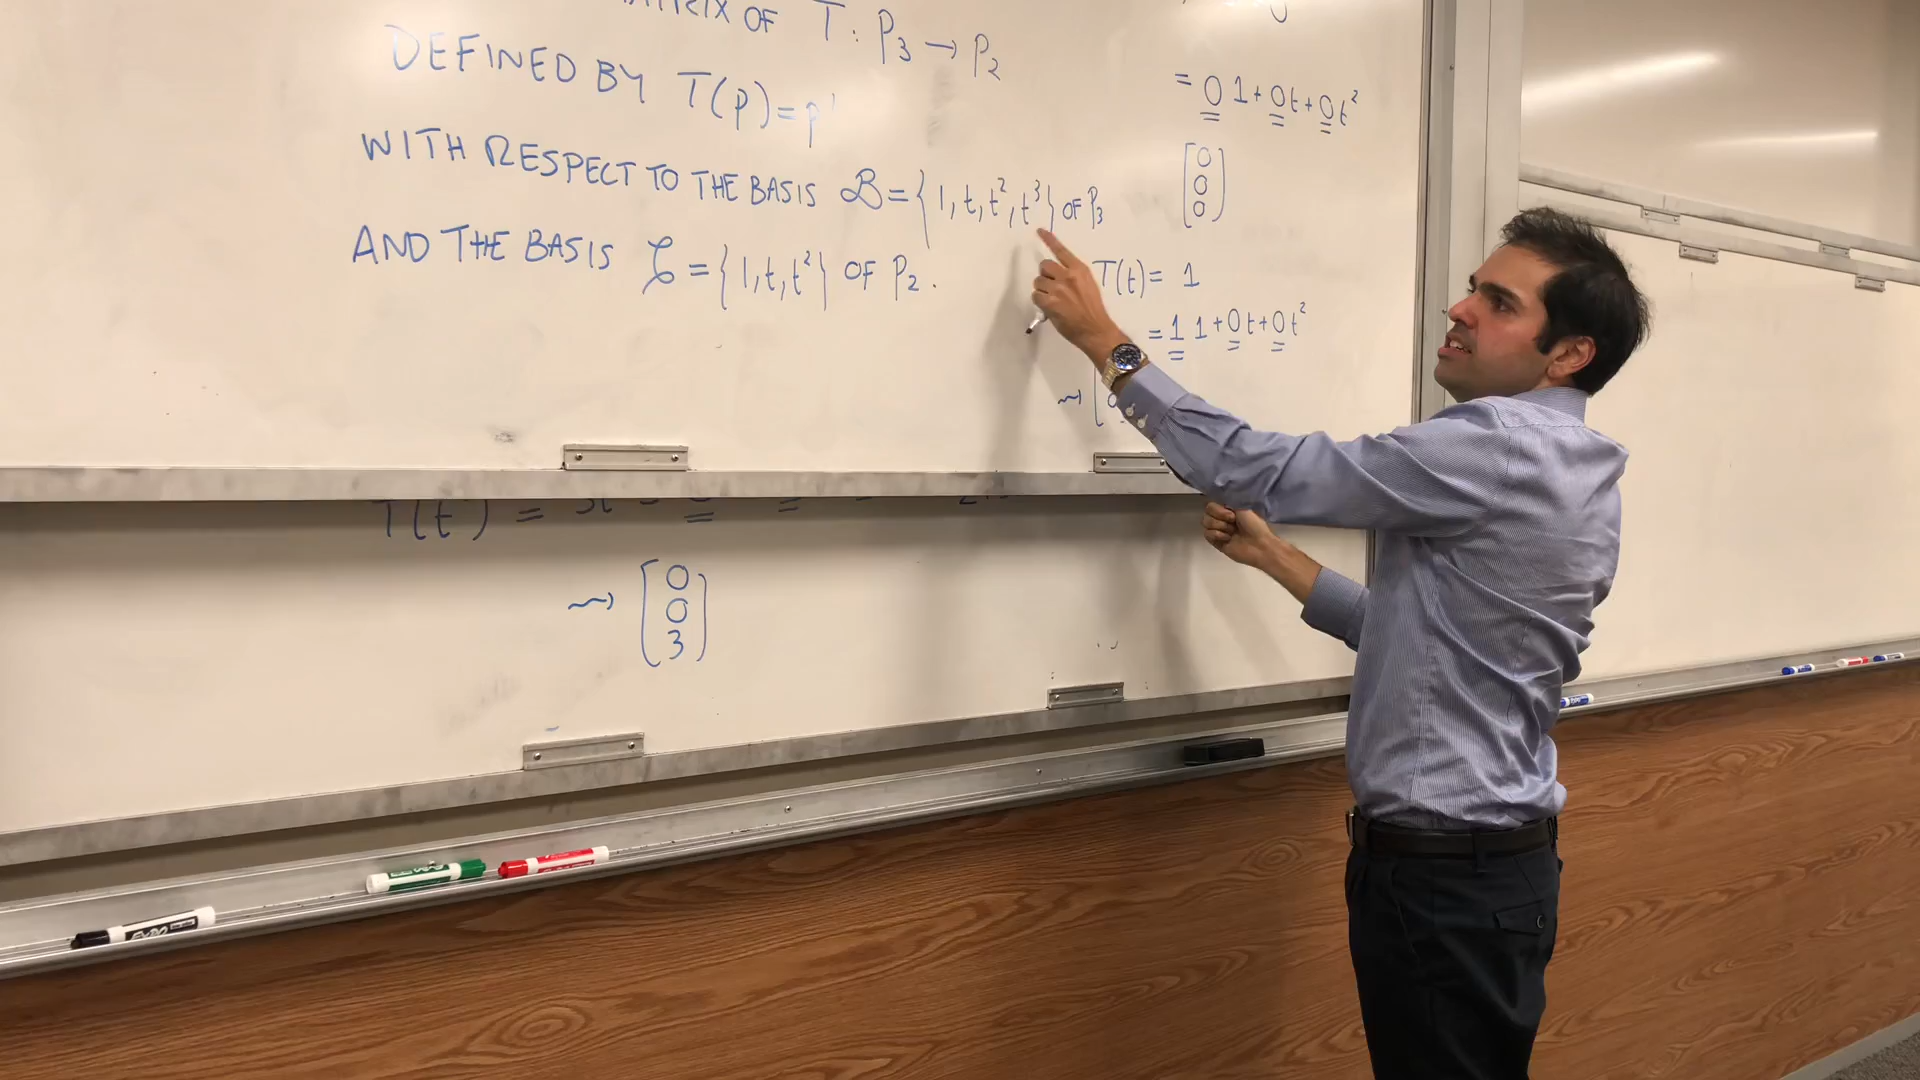 MATRIX OF T: P₃ → P₂
DEFINED BY T(p) = p'
WITH RESPECT TO THE BASIS ℬ = {1, t, t², t³} OF P₃
AND THE BASIS 𝒞 = {1, t, t²} OF P₂.
= 0 1 + 0 t + 0 t²
[0
0
0]
T(t) = 1
= 1 1 + 0 t + 0 t²
⇝ [
⇝ [0
0
3]
EXPO